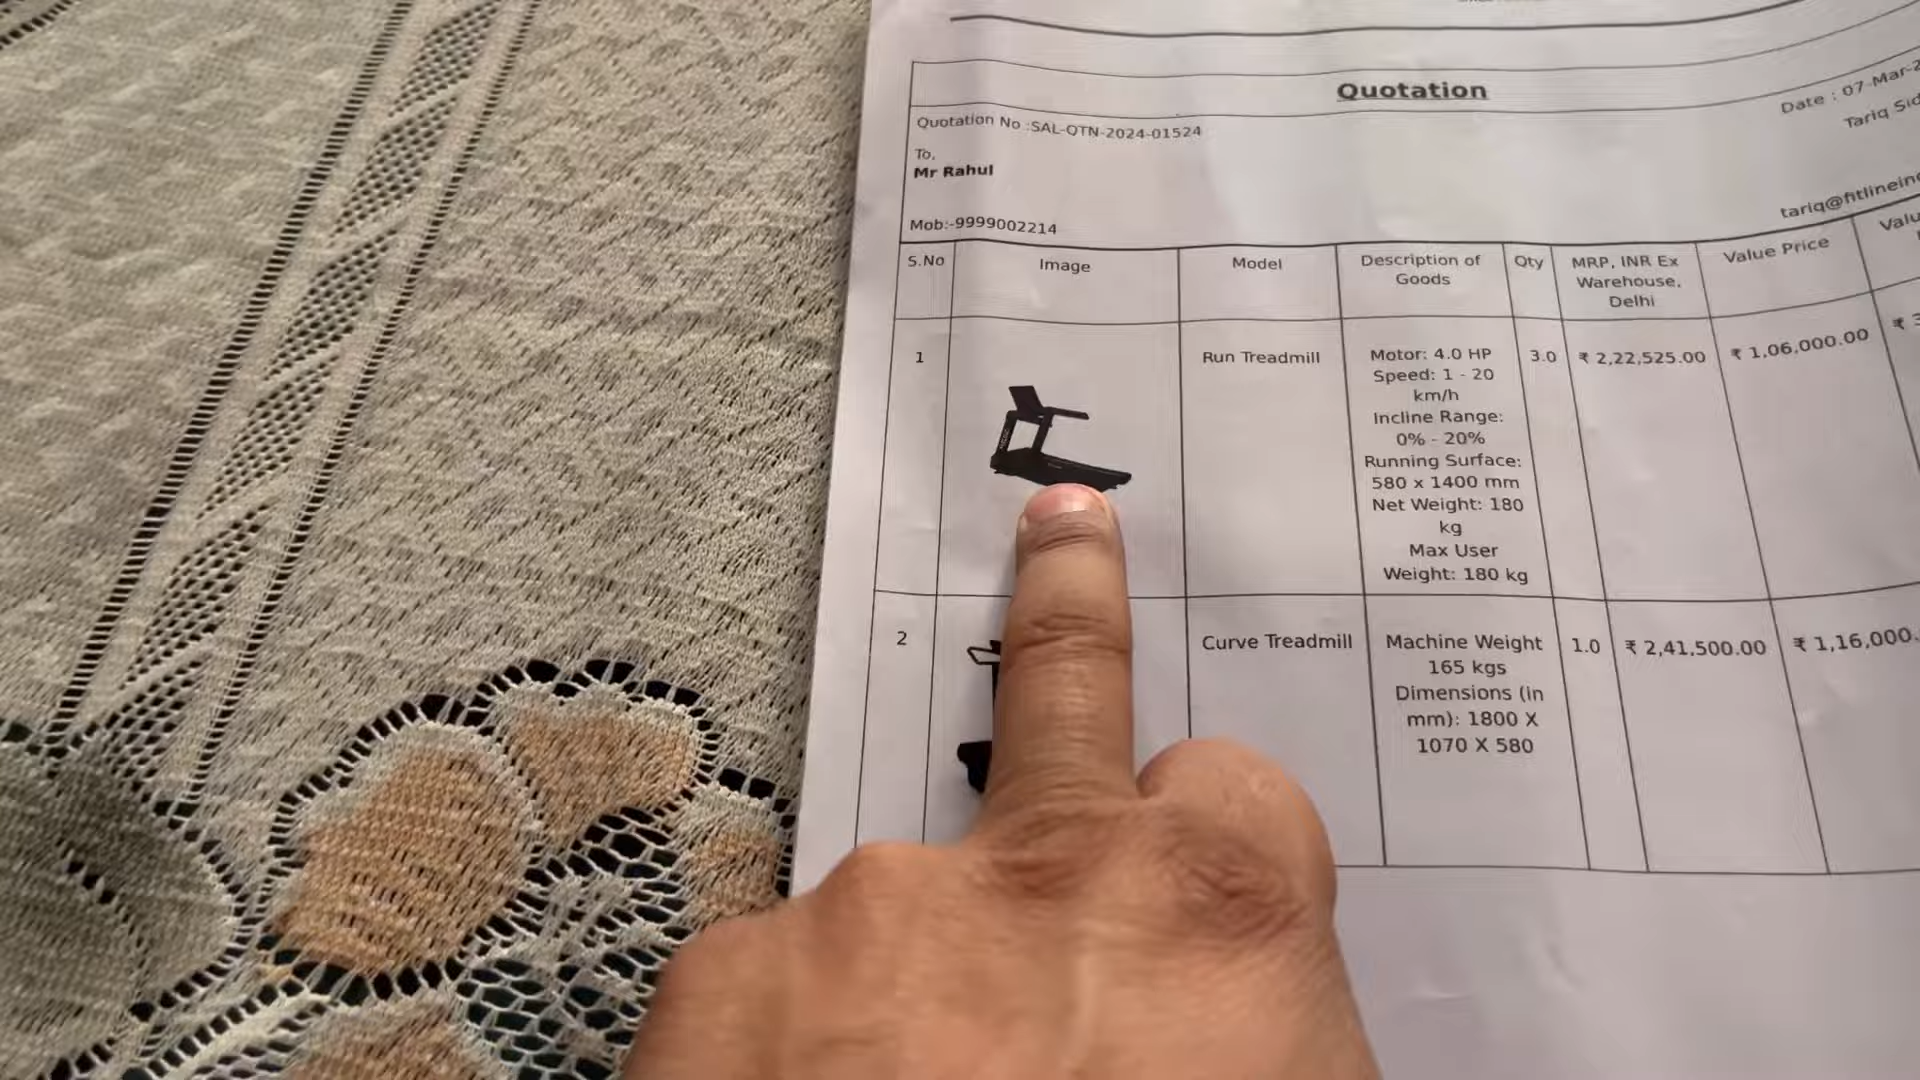 Quotation
Date : 07-Mar-2
Quotation No :SAL-QTN-2024-01524
Tariq Sid
To,
Mr Rahul
tariq@fitlinein
Mob:-9999002214
S.No Image Model Description of Goods Qty MRP, INR Ex Warehouse, Delhi Value Price Valu
1 Run Treadmill Motor: 4.0 HP 3.0 ₹ 2,22,525.00 ₹ 1,06,000.00 ₹ 3
Speed: 1 - 20
km/h
Incline Range:
0% - 20%
Running Surface:
580 x 1400 mm
Net Weight: 180
kg
Max User
Weight: 180 kg
2 Curve Treadmill Machine Weight 1.0 ₹ 2,41,500.00 ₹ 1,16,000.
165 kgs
Dimensions (in
mm): 1800 X
1070 X 580